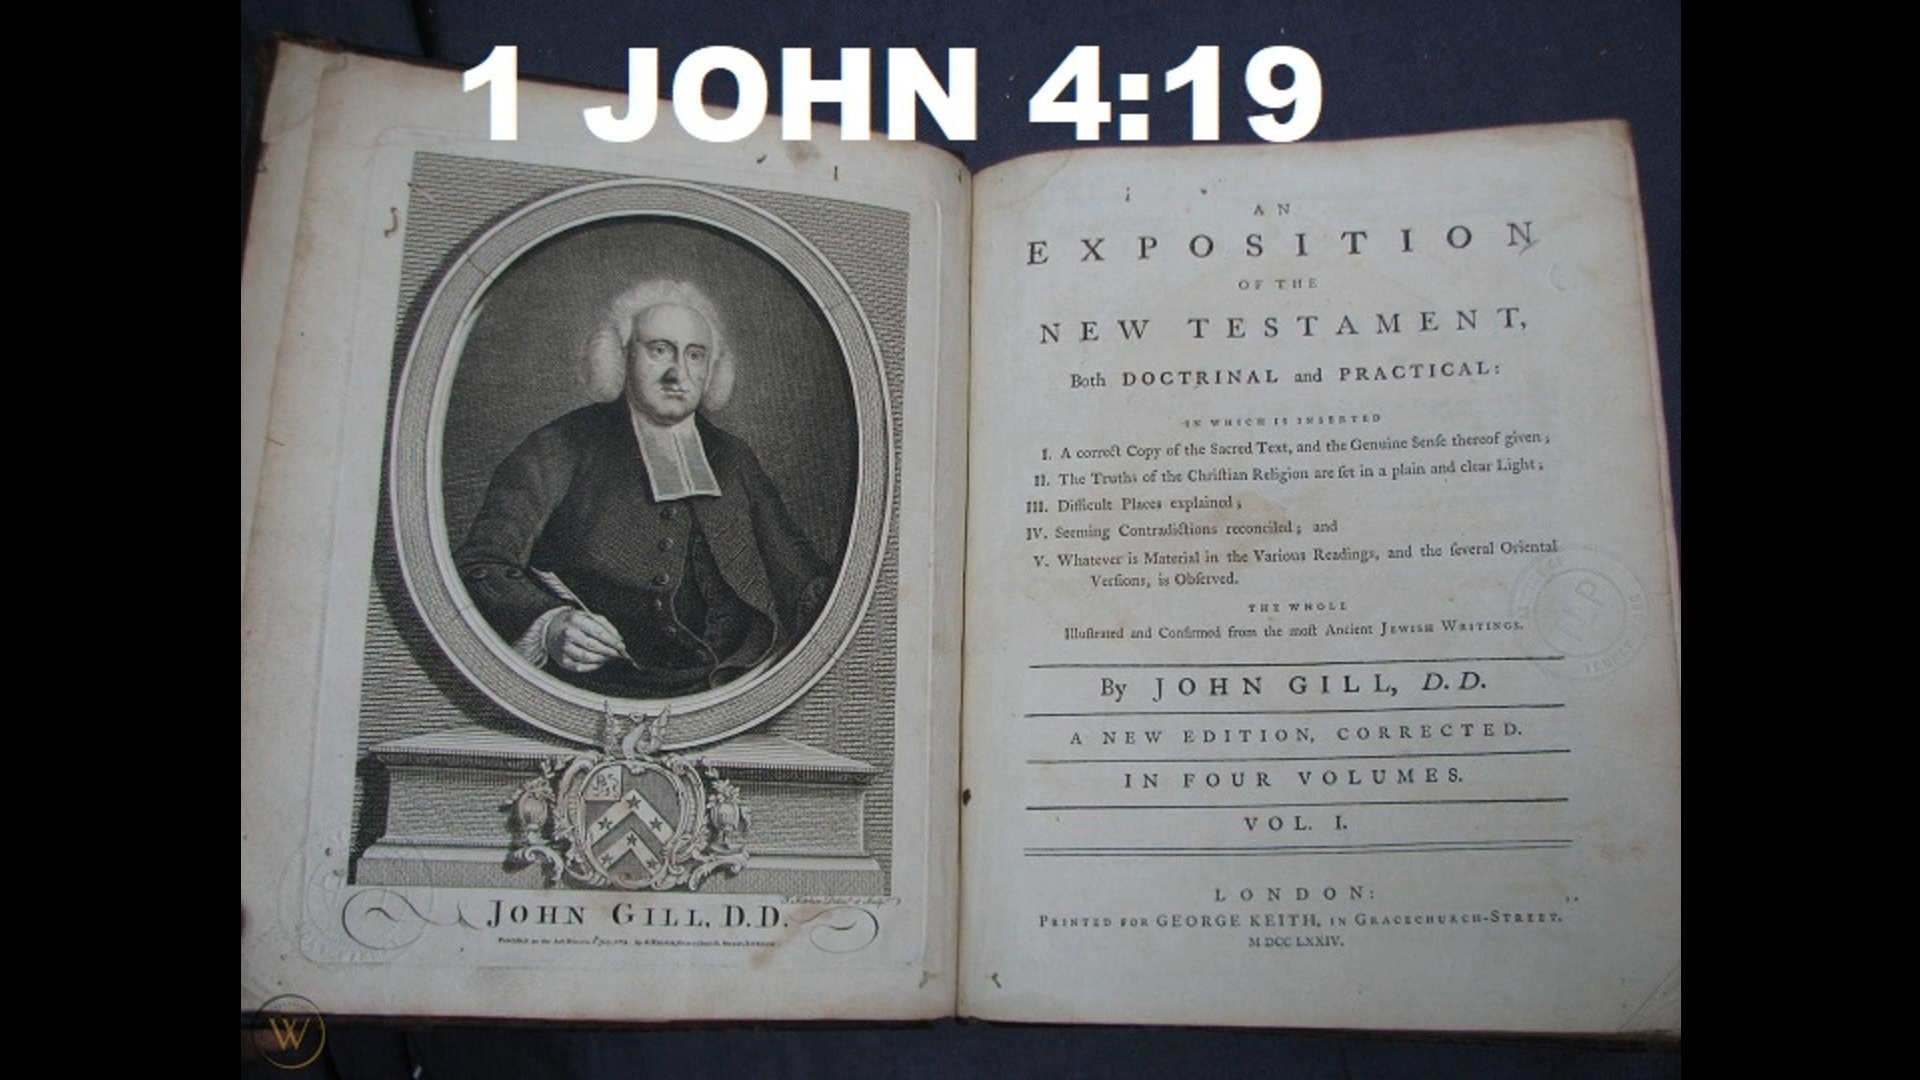 1 JOHN 4:19
JOHN GILL, D.D.
AN
EXPOSITION
OF THE
NEW TESTAMENT,
Both DOCTRINAL and PRACTICAL:
IN WHICH IS INSERTED
I. A correct Copy of the Sacred Text, and the Genuine Senſe thereof given;
II. The Truths of the Chriſtian Religion are ſet in a plain and clear Light;
III. Difficult Places explained;
IV. Seeming Contradictions reconciled; and
V. Whatever is Material in the Various Readings, and the ſeveral Oriental
Verſions, is Obſerved.
THE WHOLE
Illuſtrated and Confirmed from the moſt Ancient JEWISH WRITINGS.
By JOHN GILL, D.D.
A NEW EDITION, CORRECTED.
IN FOUR VOLUMES.
VOL. I.
LONDON:
PRINTED FOR GEORGE KEITH, IN GRACECHURCH-STREET.
M DCC LXXIV.
W